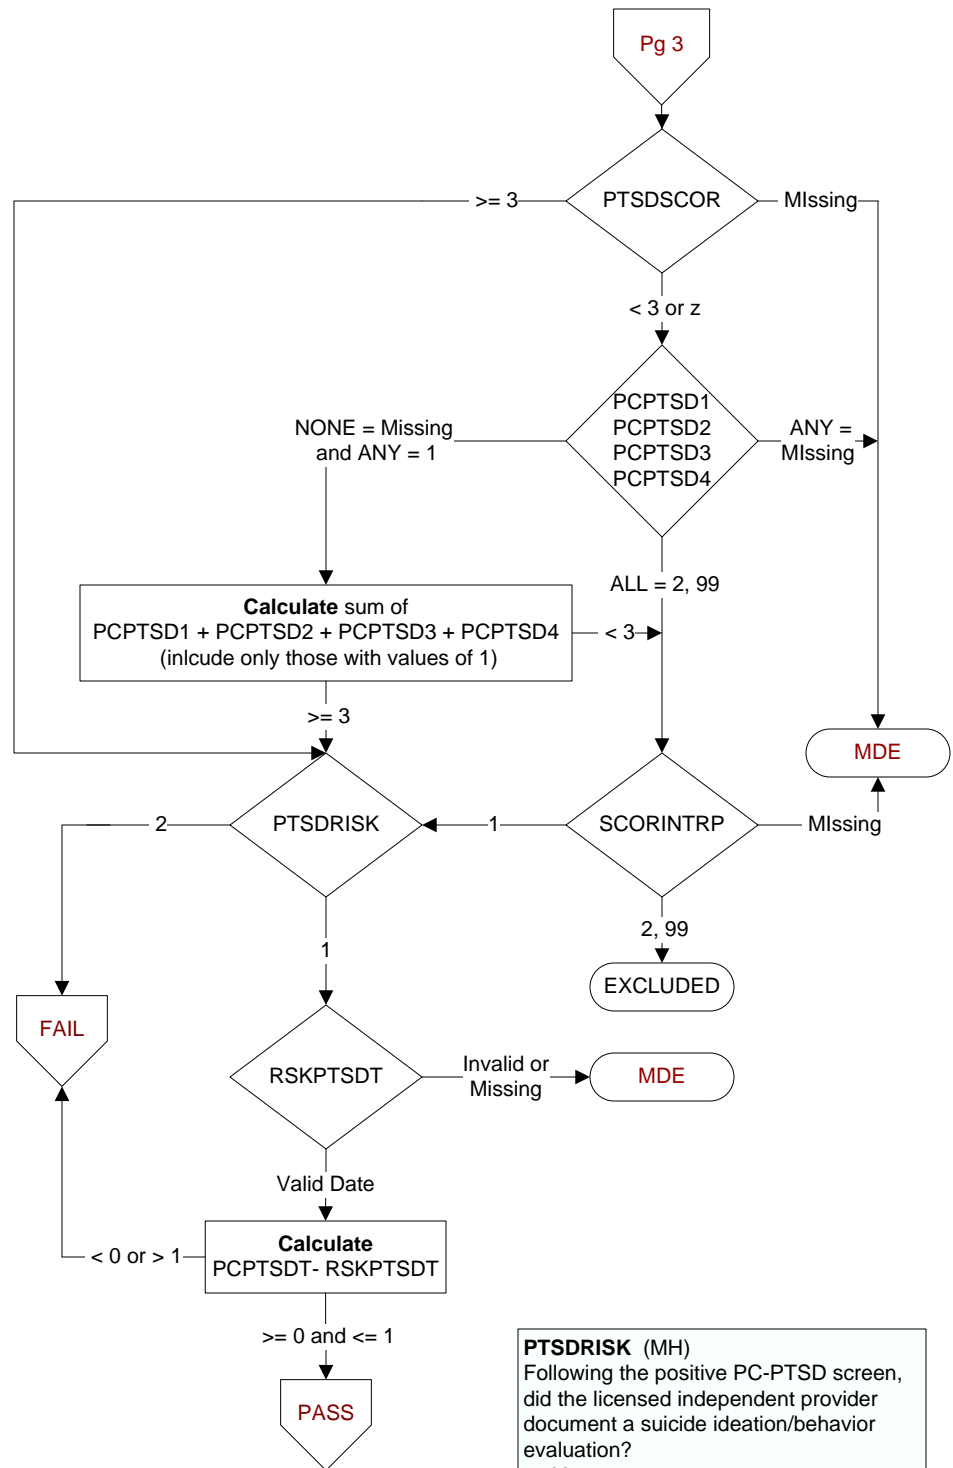 Pg 3
PTSDSCOR
>= 3
MIssing
< 3 or z
PCPTSD1
PCPTSD2
PCPTSD3
PCPTSD4
NONE = Missing
and ANY = 1
ANY =
MIssing
ALL = 2, 99
Calculate sum of
PCPTSD1 + PCPTSD2 + PCPTSD3 + PCPTSD4
(inlcude only those with values of 1)
< 3
>= 3
MDE
2
PTSDRISK
1
SCORINTRP
MIssing
1
2, 99
EXCLUDED
FAIL
RSKPTSDT
Invalid or
Missing
MDE
Valid Date
Calculate
PCPTSDT- RSKPTSDT
< 0 or > 1
>= 0 and <= 1
PASS
PTSDRISK (MH)
Following the positive PC-PTSD screen,
did the licensed independent provider
document a suicide ideation/behavior
evaluation?